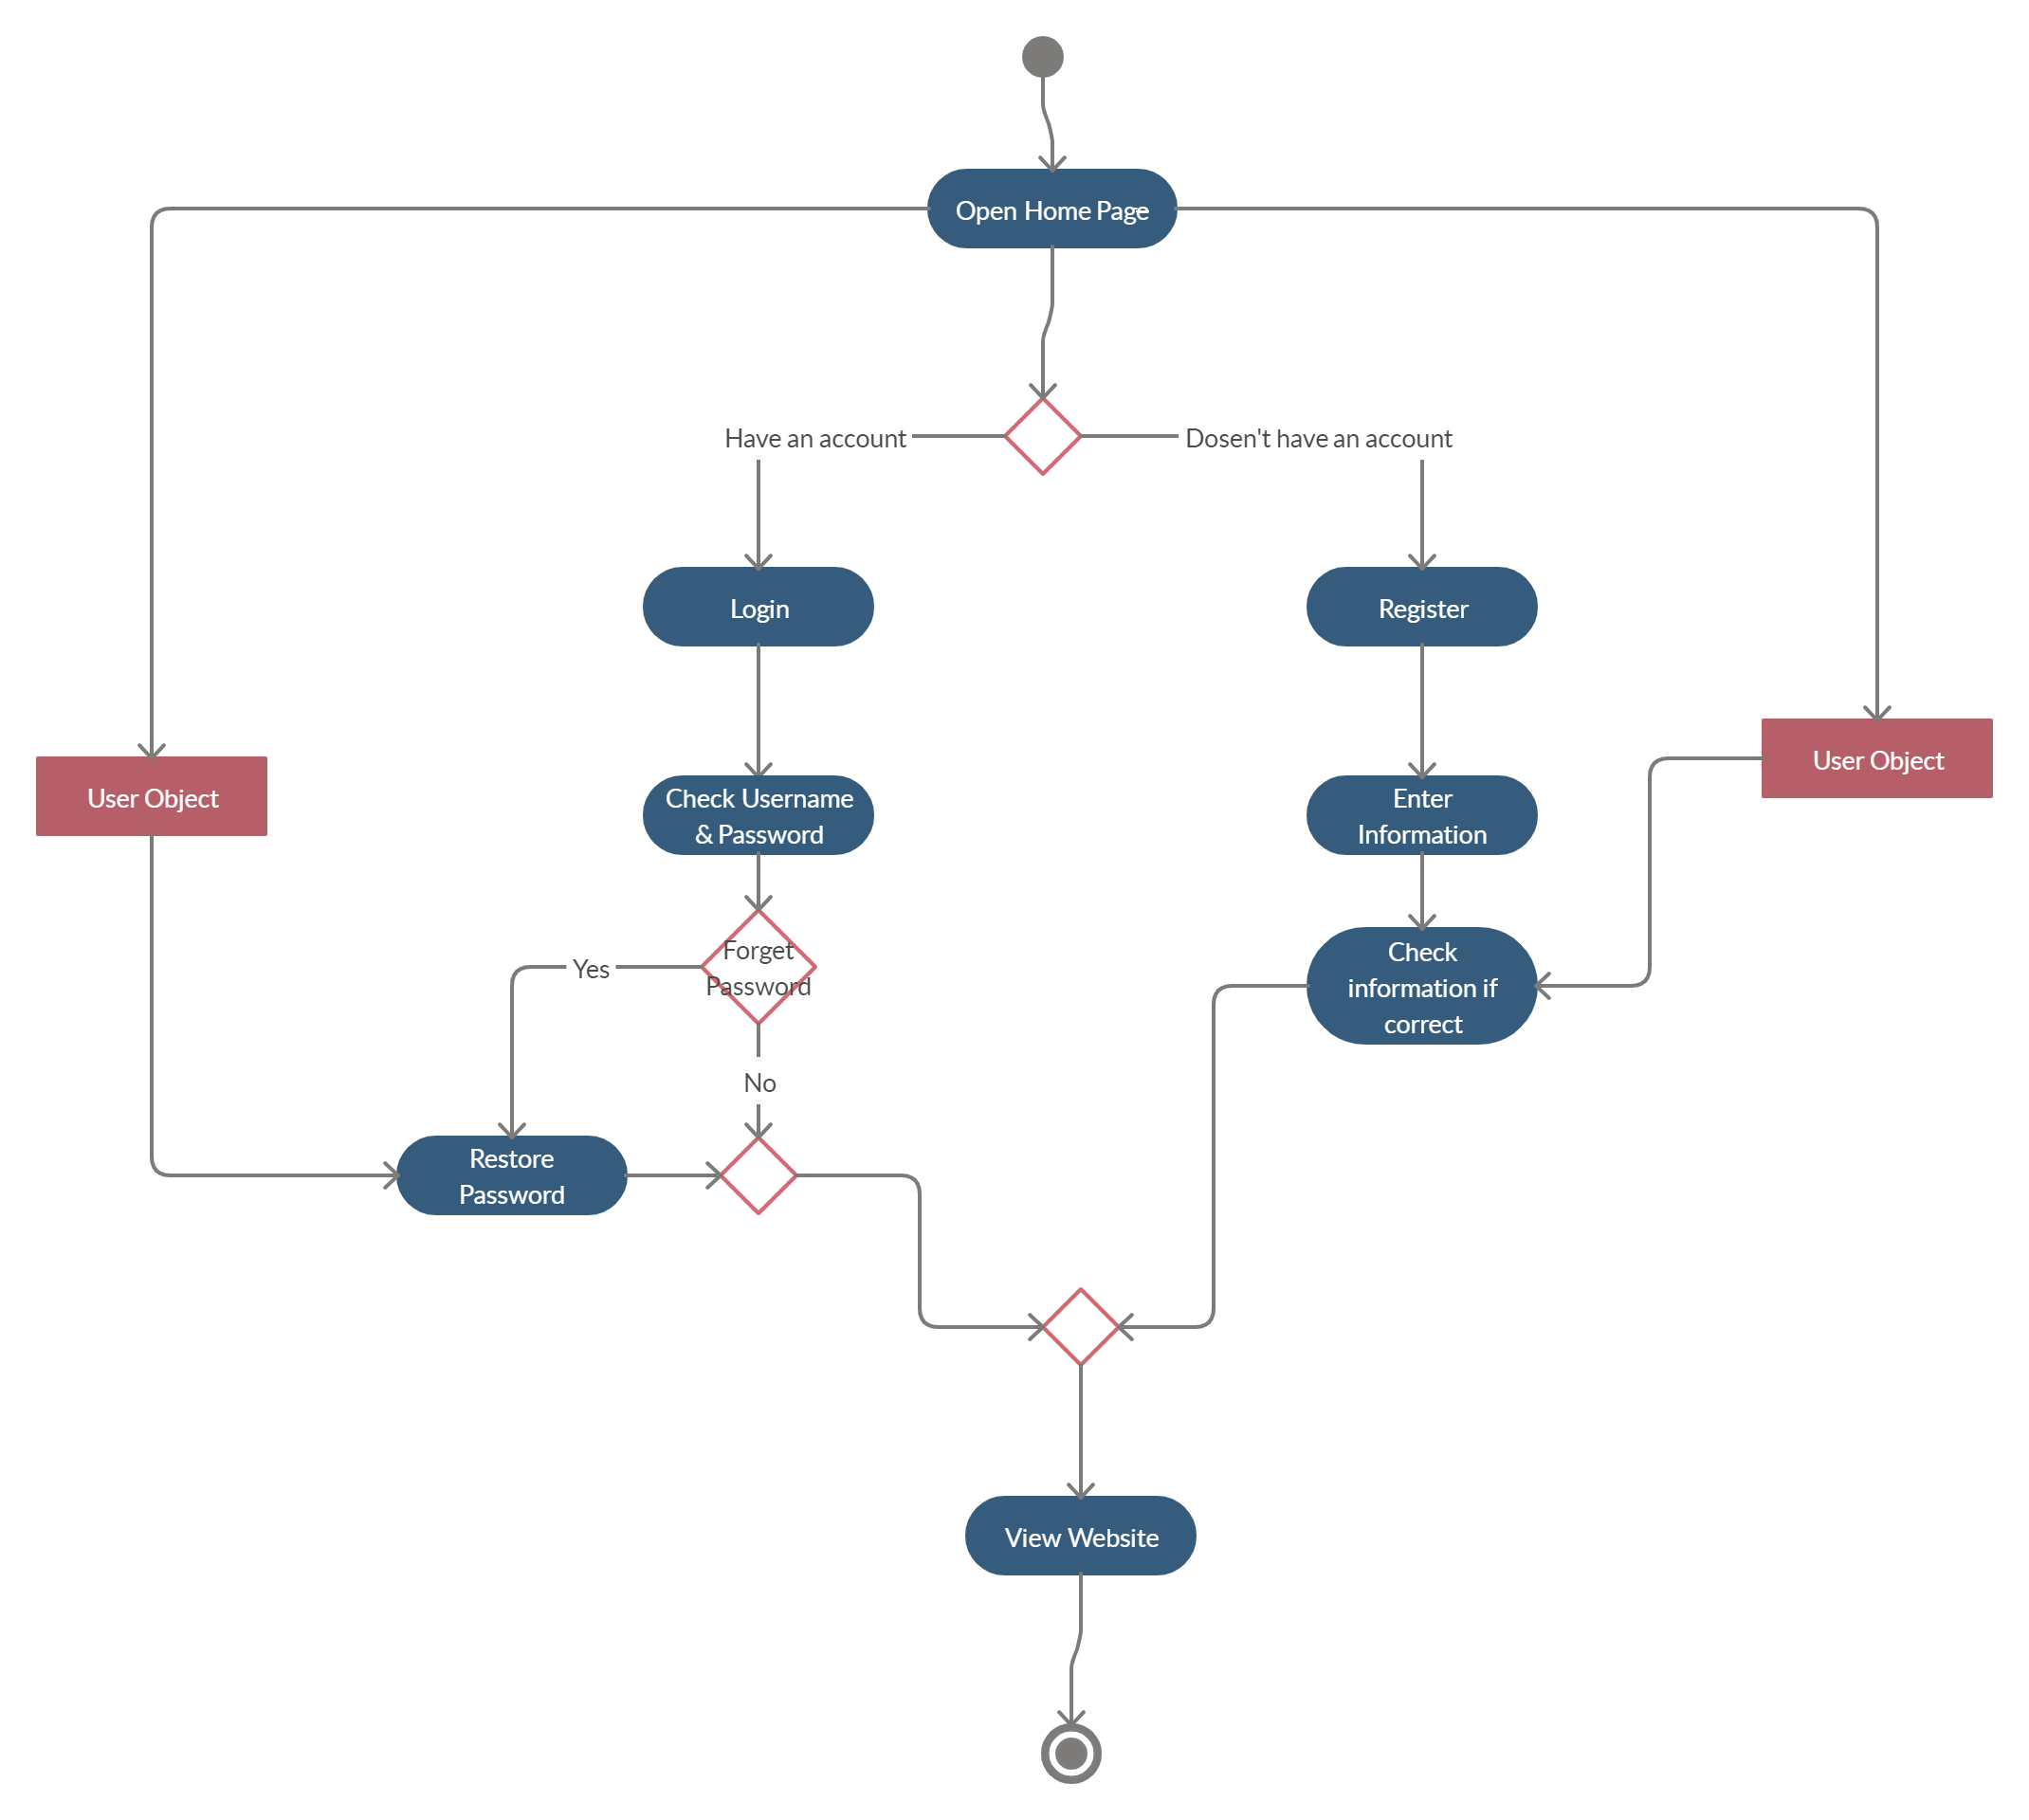 Open Home Page
Have an account
Dosen't have an account
Login
Register
User Object
User Object
Check Username
& Password
Enter
Information
Forget
Password
Yes
Check
information if
correct
No
Restore
Password
View Website